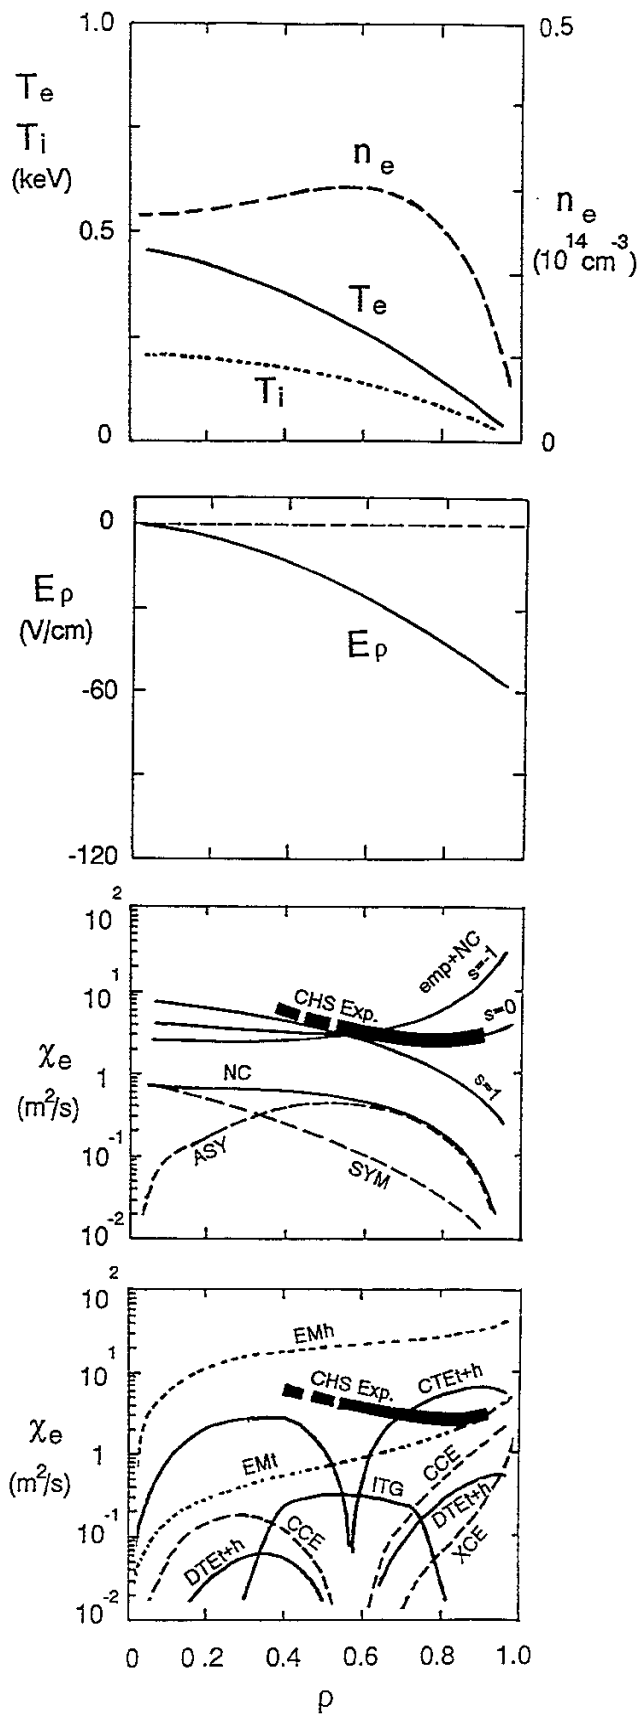 1.0
0.5
T e
T i
(keV)
n e
n e
(10^14 cm^-3)
0.5
T e
T i
0
0
0
E ρ
(V/cm)
E ρ
-60
-120
10^2
emp+NC
s=-1
10^1
CHS Exp.
s=0
χ e
(m^2/s)
1
NC
s=1
10^-1
ASY
SYM
10^-2
10^2
EMh
10^1
CHS Exp.
CTEt+h
χ e
(m^2/s)
1
EMt
ITG
CCE
10^-1
CCE
DTEt+h
DTEt+h
XCE
10^-2
0 0.2 0.4 0.6 0.8 1.0
ρ